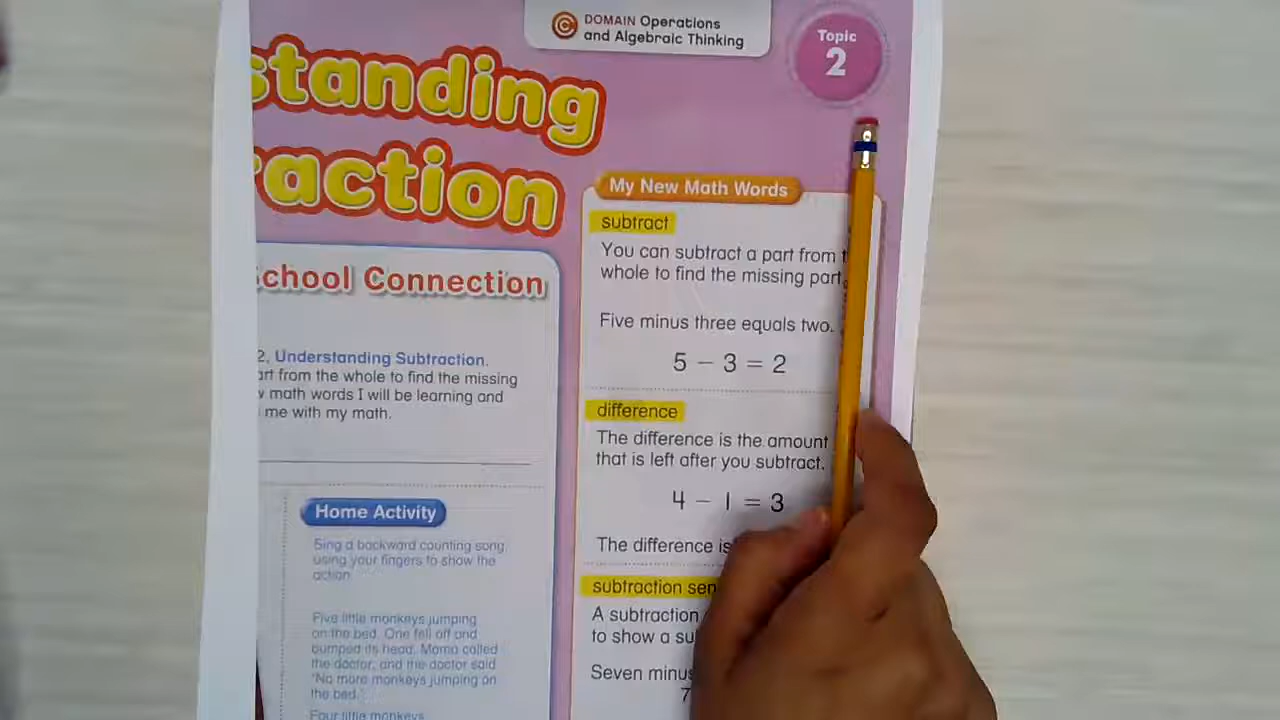 DOMAIN Operations
and Algebraic Thinking
Topic
2
standing
raction
School Connection
2, Understanding Subtraction.
art from the whole to find the missing
math words I will be learning and
me with my math.
Home Activity
Sing a backward counting song
using your fingers to show the
action
Five little monkeys jumping
on the bed. One fell off and
bumped its head. Mama called
the doctor, and the doctor said
"No more monkeys jumping on
the bed."
Four little monkeys
My New Math Words
subtract
You can subtract a part from
whole to find the missing part
Five minus three equals two.
5 − 3 = 2
difference
The difference is the amount
that is left after you subtract.
4 − 1 = 3
The difference is
subtraction sen
A subtraction
to show a su
Seven minus
7